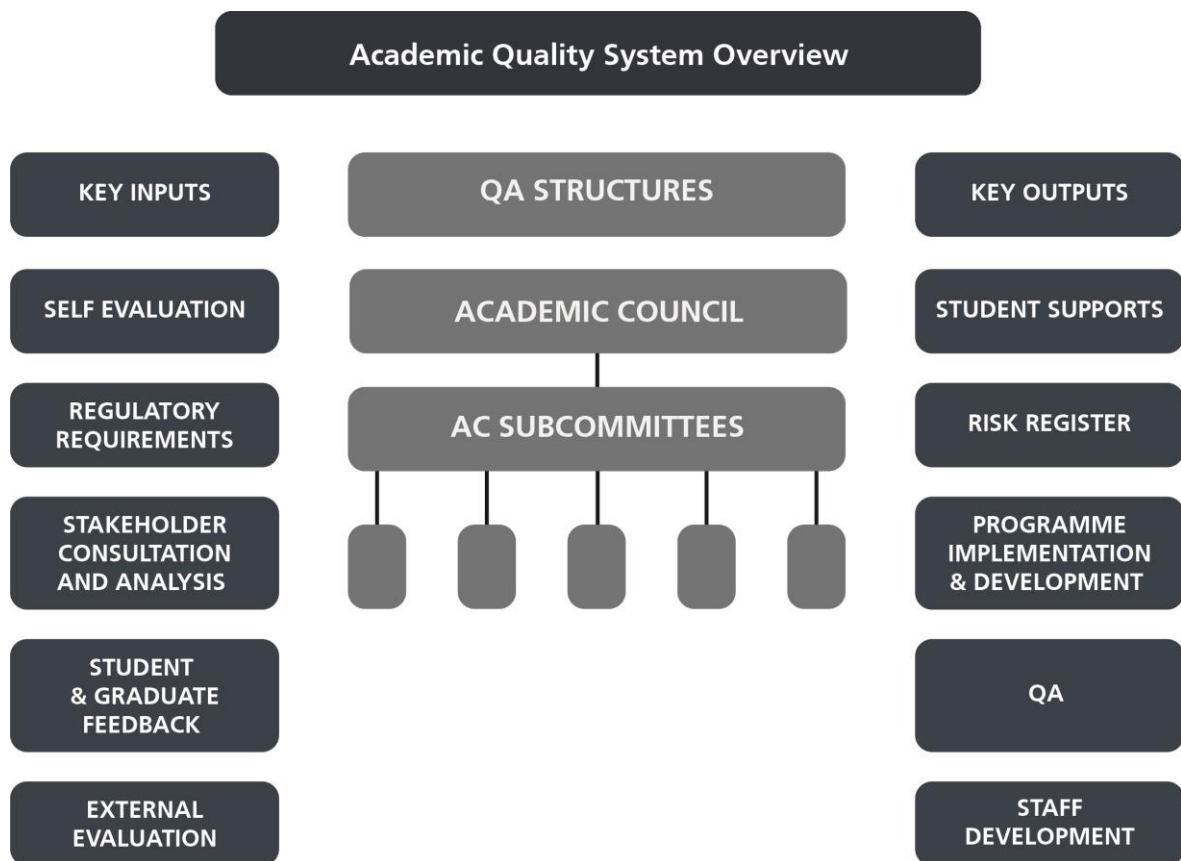 Academic Quality System Overview
KEY INPUTS
SELF EVALUATION
REGULATORY
REQUIREMENTS
STAKEHOLDER
CONSULTATION
AND ANALYSIS
STUDENT
& GRADUATE
FEEDBACK
EXTERNAL
EVALUATION
QA STRUCTURES
ACADEMIC COUNCIL
AC SUBCOMMITTEES
KEY OUTPUTS
STUDENT SUPPORTS
RISK REGISTER
PROGRAMME
IMPLEMENTATION
& DEVELOPMENT
QA
STAFF
DEVELOPMENT